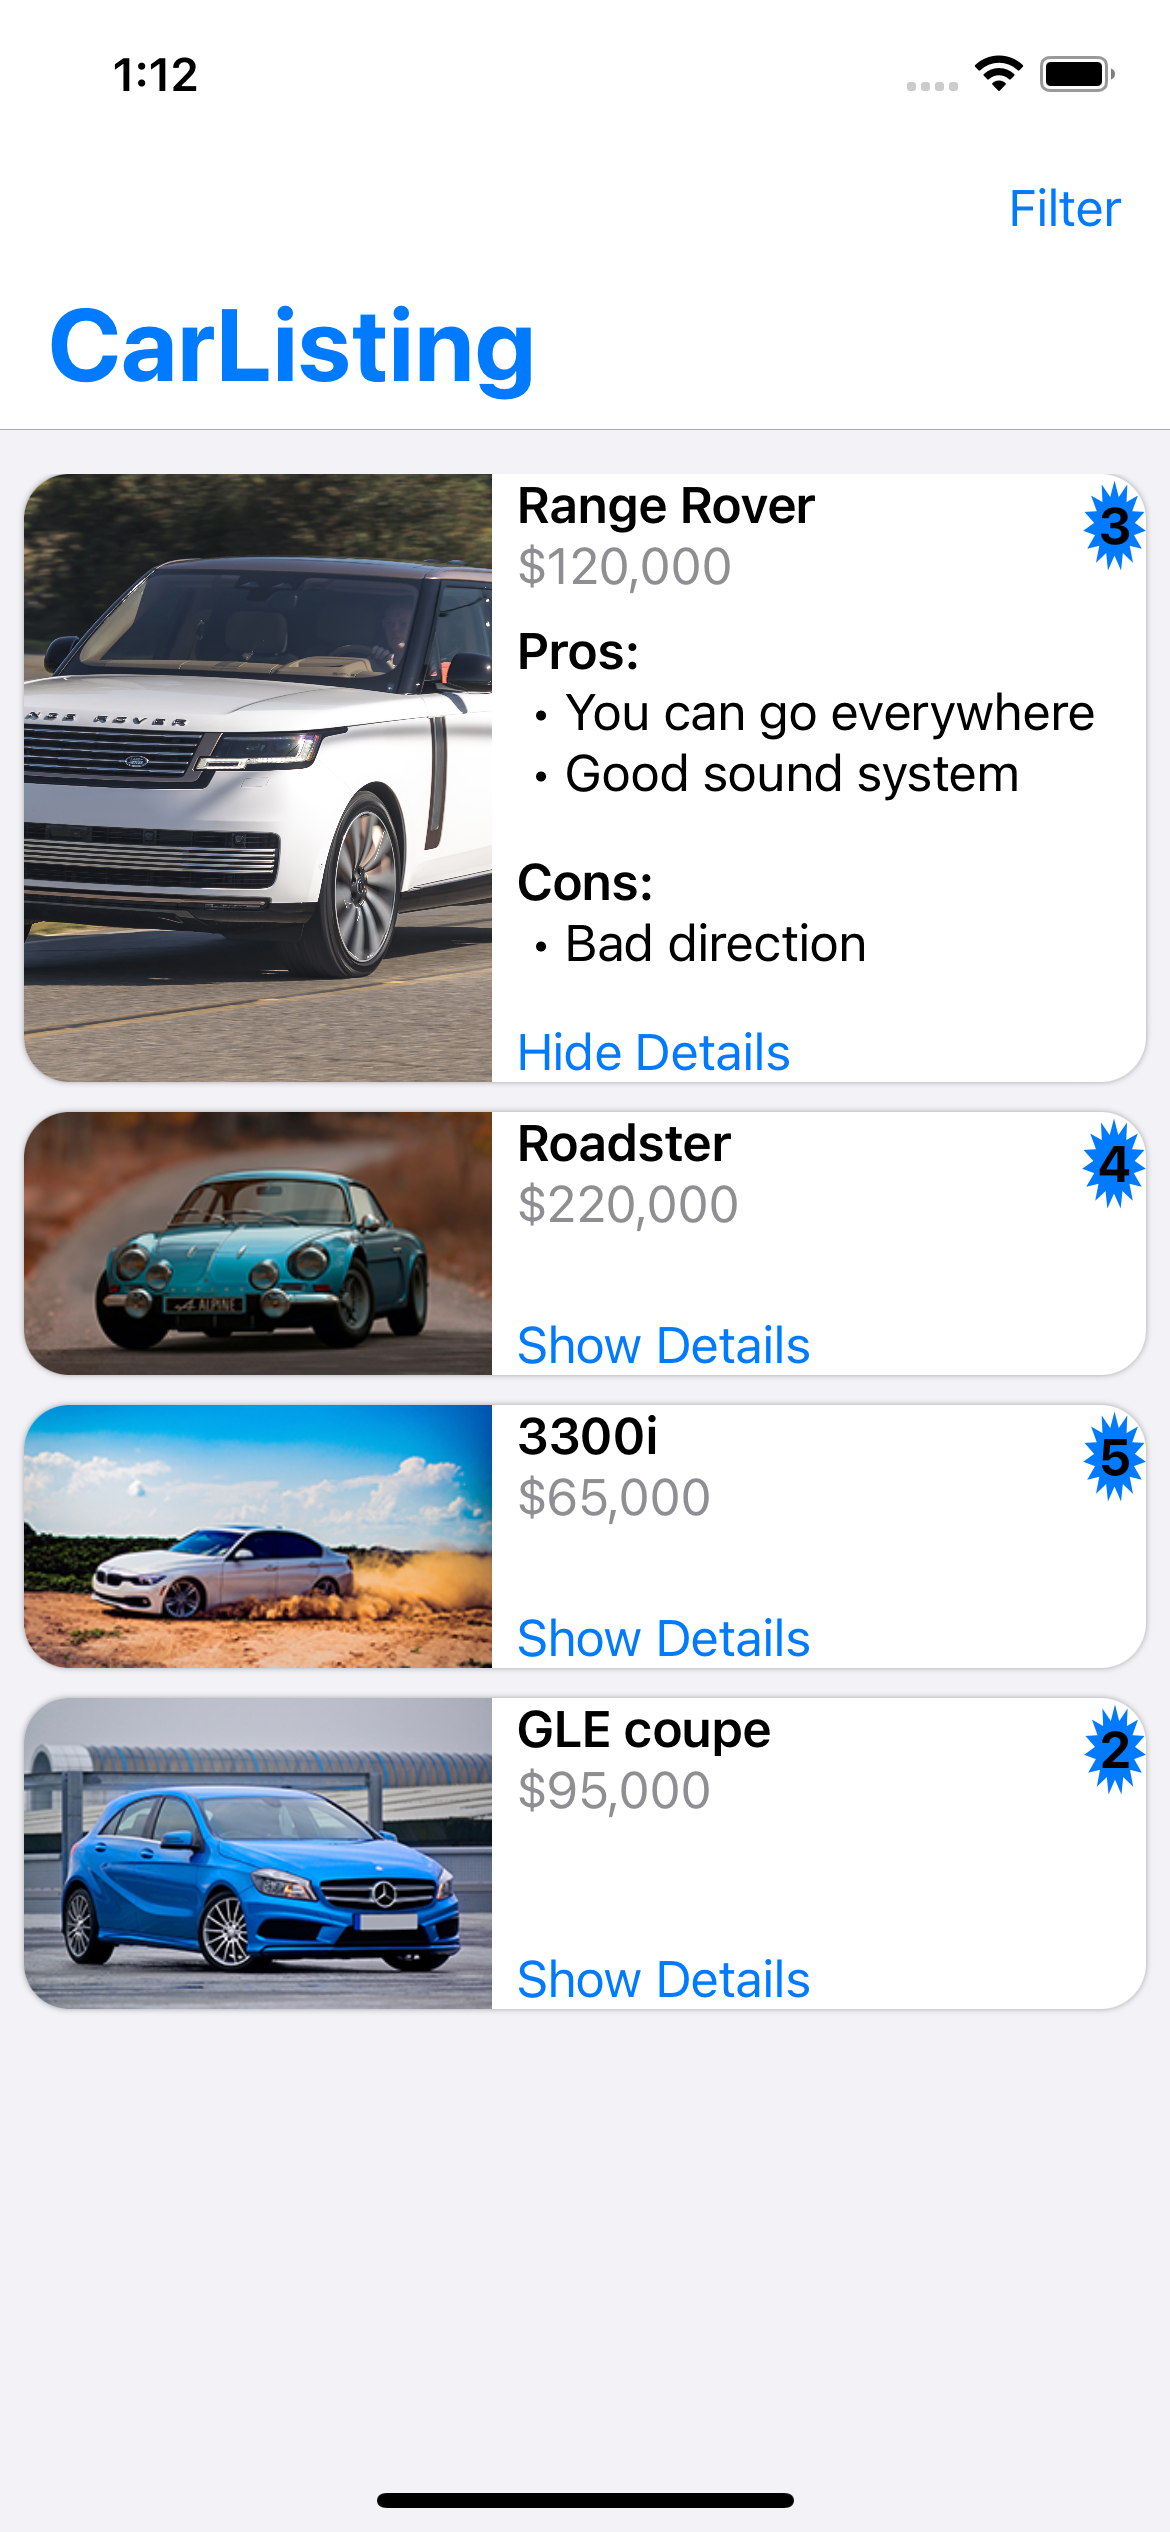 1:12
Filter
CarListing
Range Rover
3
$120,000
Pros:
• You can go everywhere
• Good sound system
Cons:
• Bad direction
Hide Details
ROVER
Roadster
4
$220,000
Show Details
ALPINE
3300i
5
$65,000
Show Details
GLE coupe
2
$95,000
Show Details